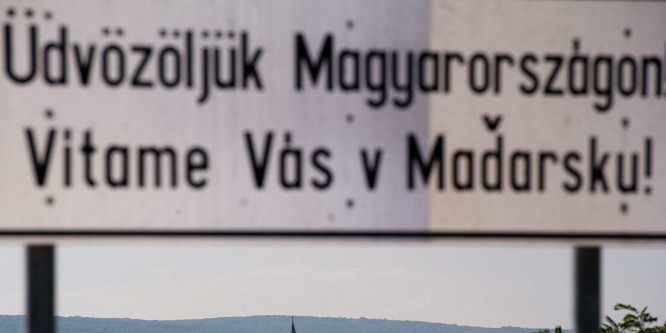 Üdvözöljük Magyarországon!
Vitame Vás v Maďarsku!